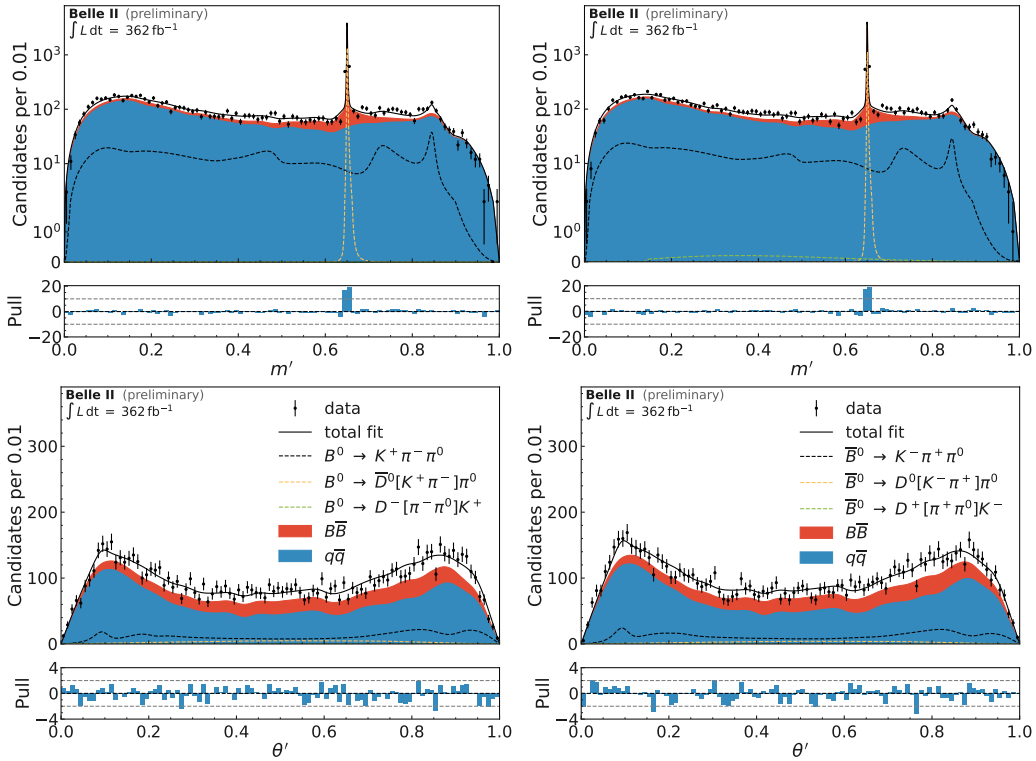 Belle II (preliminary)
∫ L dt = 362 fb⁻¹
Candidates per 0.01
10³
10²
10¹
10⁰
0
Pull
20
0
−20
0.0 0.2 0.4 0.6 0.8 1.0
m′
Belle II (preliminary)
∫ L dt = 362 fb⁻¹
Candidates per 0.01
10³
10²
10¹
10⁰
0
Pull
20
0
−20
0.0 0.2 0.4 0.6 0.8 1.0
m′
Belle II (preliminary)
∫ L dt = 362 fb⁻¹
Candidates per 0.01
300
200
100
0
data
total fit
B⁰ → K⁺π⁻π⁰
B⁰ → D̅⁰[K⁺π⁻]π⁰
B⁰ → D⁻[π⁻π⁰]K⁺
BB̅
qq̅
Pull
4
0
−4
0.0 0.2 0.4 0.6 0.8 1.0
θ′
Belle II (preliminary)
∫ L dt = 362 fb⁻¹
Candidates per 0.01
300
200
100
0
data
total fit
B̅⁰ → K⁻π⁺π⁰
B̅⁰ → D⁰[K⁻π⁺]π⁰
B̅⁰ → D⁺[π⁺π⁰]K⁻
BB̅
qq̅
Pull
4
0
−4
0.0 0.2 0.4 0.6 0.8 1.0
θ′